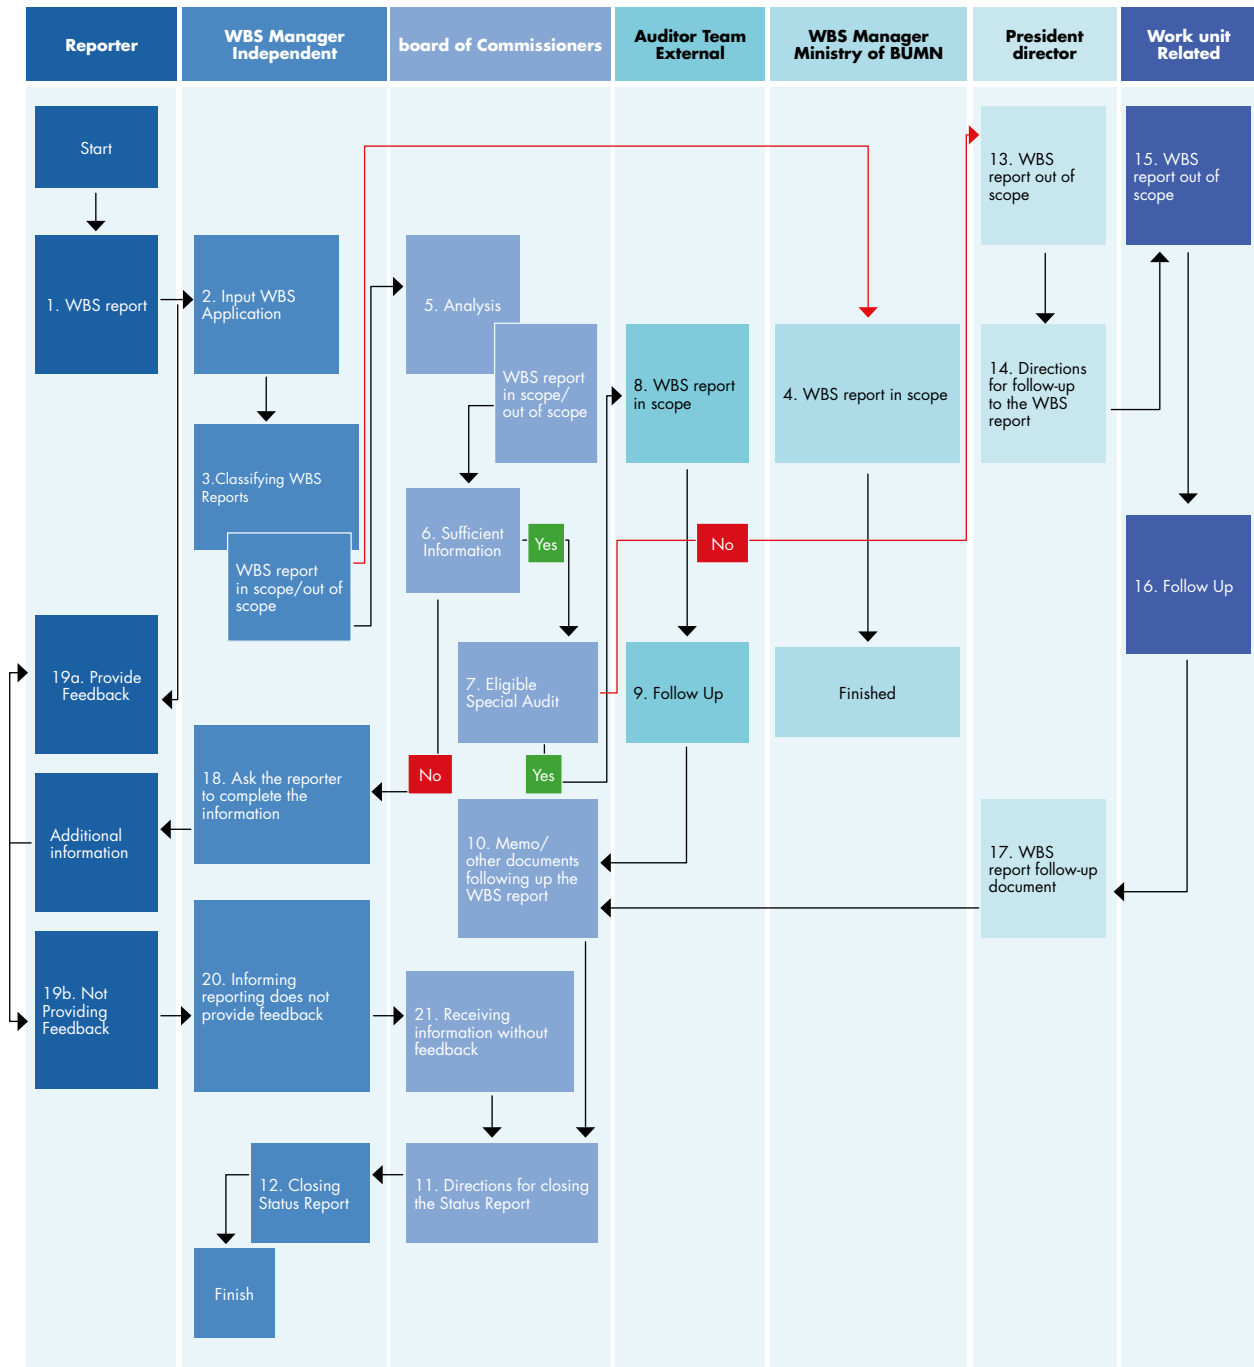 Reporter
WBS Manager
Independent
board of Commissioners
Auditor Team
External
WBS Manager
Ministry of BUMN
President
director
Work unit
Related
Start
1. WBS report
2. Input WBS
Application
3.Classifying WBS
Reports
WBS report
in scope/out of
scope
5. Analysis
WBS report
in scope/
out of scope
6. Sufficient
Information
Yes
7. Eligible
Special Audit
No
Yes
8. WBS report
in scope
9. Follow Up
4. WBS report in scope
Finished
No
13. WBS
report out of
scope
14. Directions
for follow-up
to the WBS
report
15. WBS
report out of
scope
16. Follow Up
17. WBS
report follow-up
document
19a. Provide
Feedback
Additional
information
19b. Not
Providing
Feedback
18. Ask the reporter
to complete the
information
20. Informing
reporting does not
provide feedback
10. Memo/
other documents
following up the
WBS report
21. Receiving
information without
feedback
11. Directions for closing
the Status Report
12. Closing
Status Report
Finish